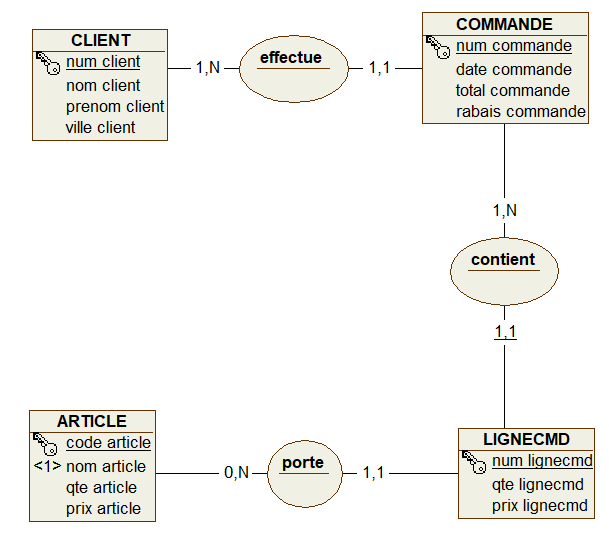 CLIENT
num client
nom client
prenom client
ville client
1,N
effectue
1,1
COMMANDE
num commande
date commande
total commande
rabais commande
1,N
contient
1,1
ARTICLE
code article
<1> nom article
qte article
prix article
0,N
porte
1,1
LIGNECMD
num lignecmd
qte lignecmd
prix lignecmd